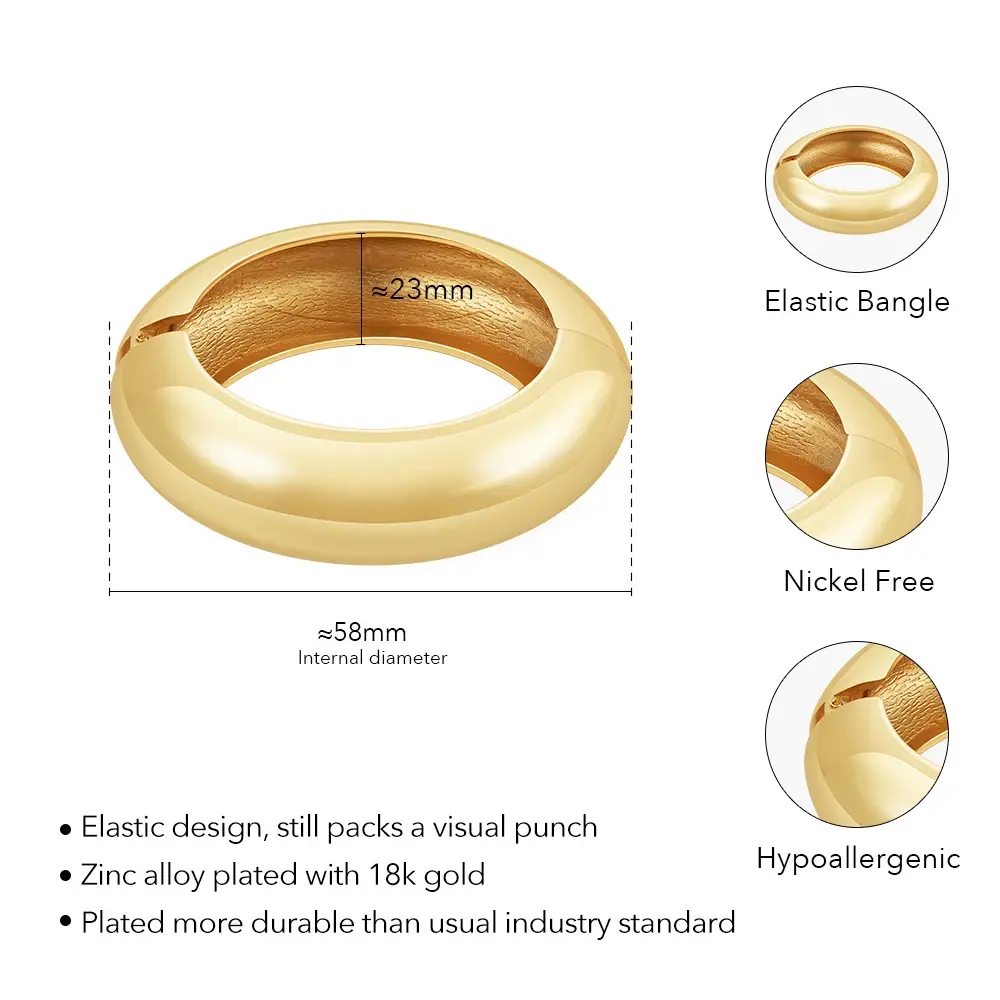 ≈23mm
≈58mm
Internal diameter
Elastic Bangle
Nickel Free
Hypoallergenic
• Elastic design, still packs a visual punch
• Zinc alloy plated with 18k gold
• Plated more durable than usual industry standard